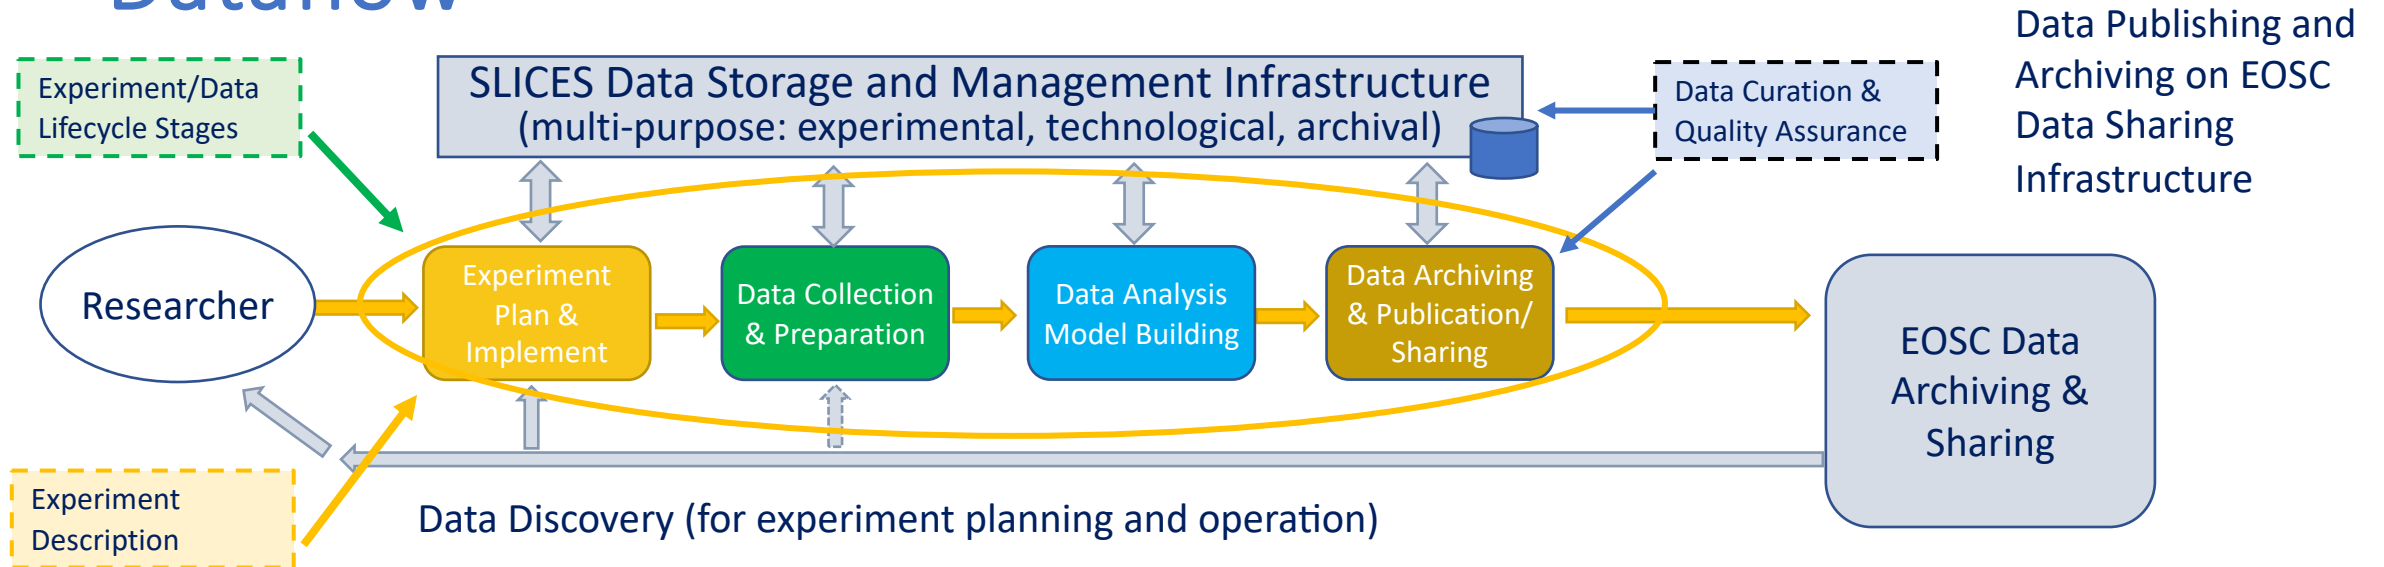 Dataflow
Data Publishing and
Archiving on EOSC
Data Sharing
Infrastructure
Experiment/Data
Lifecycle Stages
SLICES Data Storage and Management Infrastructure
(multi-purpose: experimental, technological, archival)
Data Curation &
Quality Assurance
Researcher
Experiment
Plan &
Implement
Data Collection
& Preparation
Data Analysis
Model Building
Data Archiving
& Publication/
Sharing
EOSC Data
Archiving &
Sharing
Experiment
Description
Data Discovery (for experiment planning and operation)